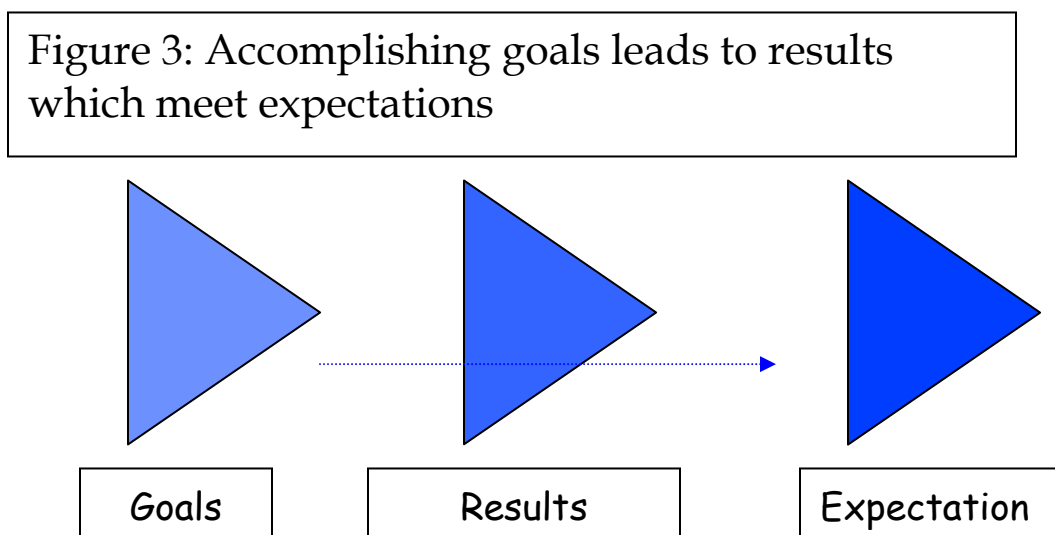 Figure 3: Accomplishing goals leads to results
which meet expectations
Goals
Results
Expectation